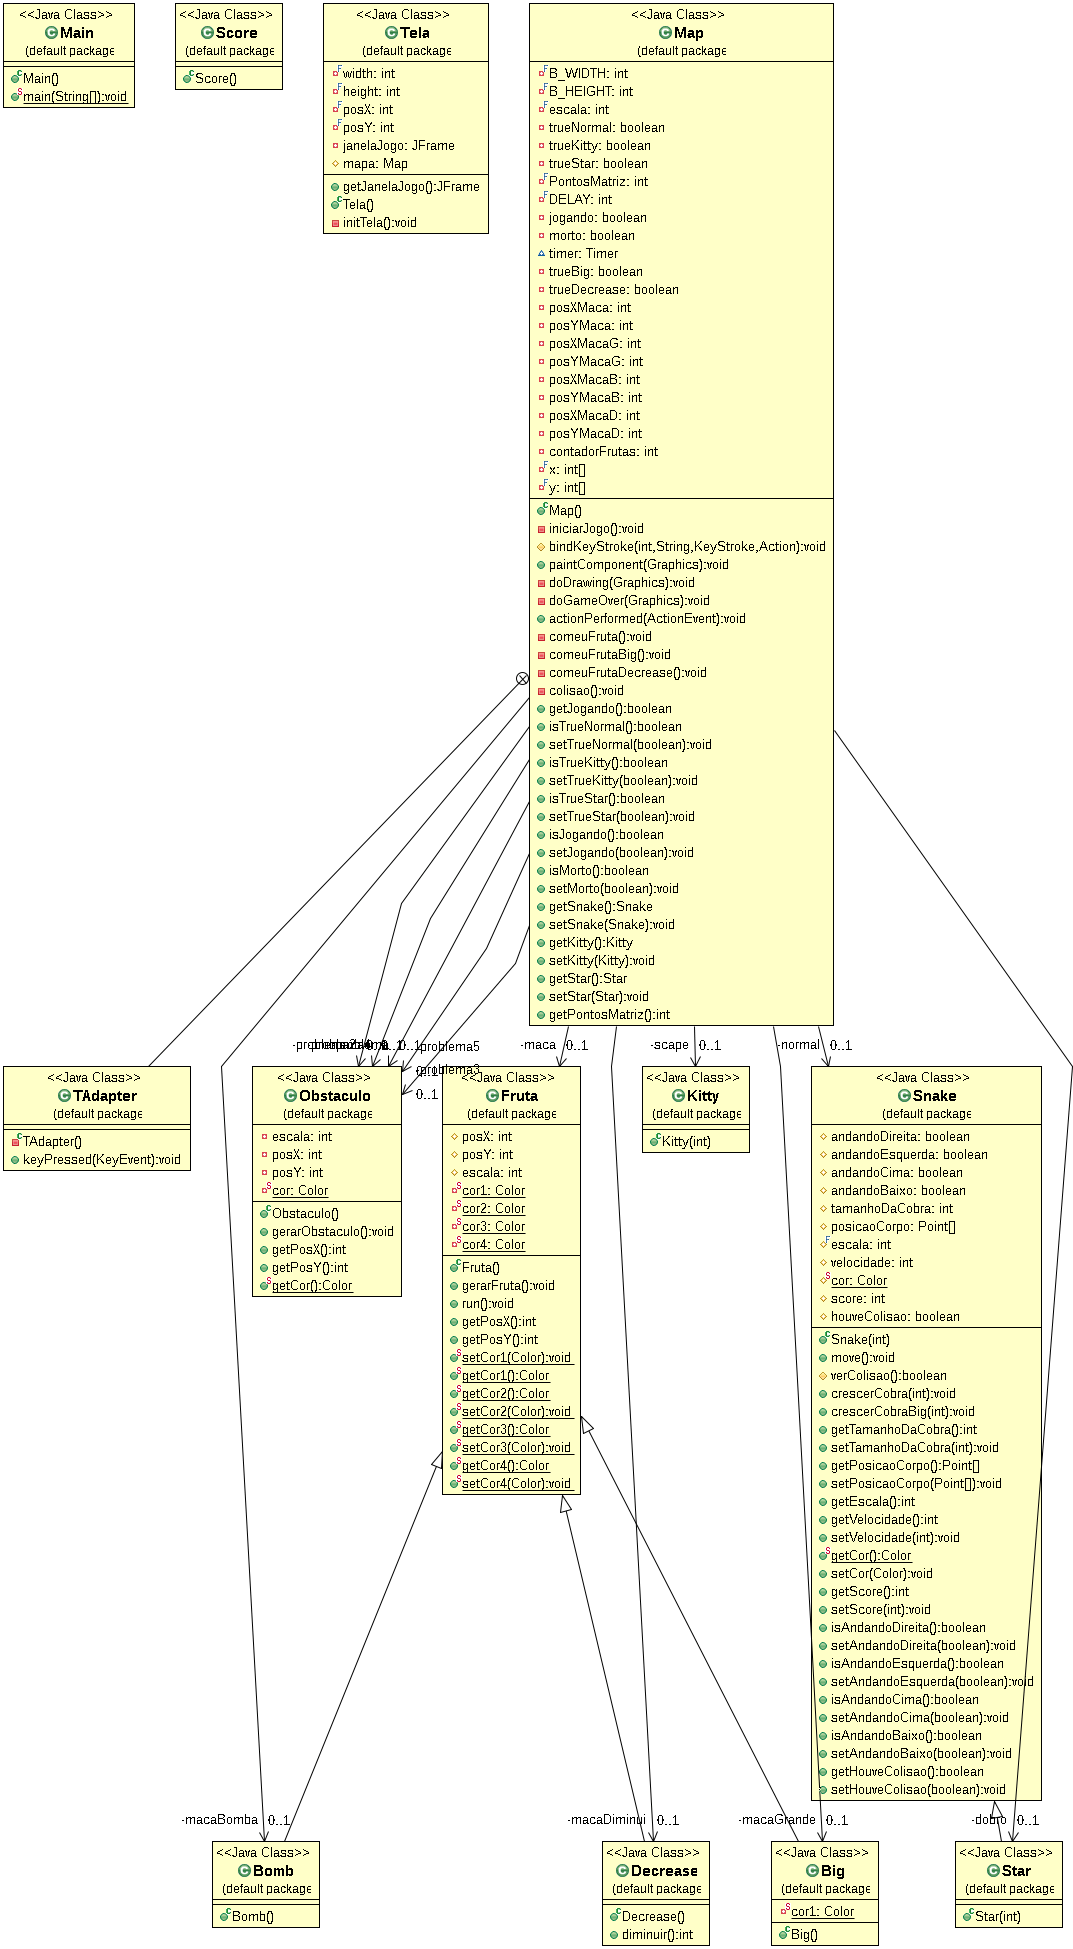 <<Java Class>>
Main
(default package
Main()
main(String[]):void
<<Java Class>>
Score
(default package
Score()
<<Java Class>>
Tela
(default package
width: int
height: int
posX: int
posY: int
janelaJogo: JFrame
mapa: Map
getJanelaJogo():JFrame
Tela()
initTela():void
<<Java Class>>
Map
(default package
B_WIDTH: int
B_HEIGHT: int
escala: int
trueNormal: boolean
trueKitty: boolean
trueStar: boolean
PontosMatriz: int
DELAY: int
jogando: boolean
morto: boolean
timer: Timer
trueBig: boolean
trueDecrease: boolean
posXMaca: int
posYMaca: int
posXMacaG: int
posYMacaG: int
posXMacaB: int
posYMacaB: int
posXMacaD: int
posYMacaD: int
contadorFrutas: int
x: int[]
y: int[]
Map()
iniciarJogo():void
bindKeyStroke(int,String,KeyStroke,Action):void
paintComponent(Graphics):void
doDrawing(Graphics):void
doGameOver(Graphics):void
actionPerformed(ActionEvent):void
comeuFruta():void
comeuFrutaBig():void
comeuFrutaDecrease():void
colisao():void
getJogando():boolean
isTrueNormal():boolean
setTrueNormal(boolean):void
isTrueKitty():boolean
setTrueKitty(boolean):void
isTrueStar():boolean
setTrueStar(boolean):void
isJogando():boolean
setJogando(boolean):void
isMorto():boolean
setMorto(boolean):void
getSnake():Snake
setSnake(Snake):void
getKitty():Kitty
setKitty(Kitty):void
getStar():Star
setStar(Star):void
getPontosMatriz():int
0..1
-problema5
-problema3
0..1
-maca 0..1
-scape 0..1
-normal 0..1
<<Java Class>>
TAdapter
(default package
TAdapter()
keyPressed(KeyEvent):void
<<Java Class>>
Obstaculo
(default package
escala: int
posX: int
posY: int
cor: Color
Obstaculo()
gerarObstaculo():void
getPosX():int
getPosY():int
getCor():Color
<<Java Class>>
Fruta
(default package
posX: int
posY: int
escala: int
cor1: Color
cor2: Color
cor3: Color
cor4: Color
Fruta()
gerarFruta():void
run():void
getPosX():int
getPosY():int
setCor1(Color):void
getCor1():Color
getCor2():Color
setCor2(Color):void
getCor3():Color
setCor3(Color):void
getCor4():Color
setCor4(Color):void
<<Java Class>>
Kitty
(default package
Kitty(int)
<<Java Class>>
Snake
(default package
andandoDireita: boolean
andandoEsquerda: boolean
andandoCima: boolean
andandoBaixo: boolean
tamanhoDaCobra: int
posicaoCorpo: Point[]
escala: int
velocidade: int
cor: Color
score: int
houveColisao: boolean
Snake(int)
move():void
verColisao():boolean
crescerCobra(int):void
crescerCobraBig(int):void
getTamanhoDaCobra():int
setTamanhoDaCobra(int):void
getPosicaoCorpo():Point[]
setPosicaoCorpo(Point[]):void
getEscala():int
getVelocidade():int
setVelocidade(int):void
getCor():Color
setCor(Color):void
getScore():int
setScore(int):void
isAndandoDireita():boolean
setAndandoDireita(boolean):void
isAndandoEsquerda():boolean
setAndandoEsquerda(boolean):void
isAndandoCima():boolean
setAndandoCima(boolean):void
isAndandoBaixo():boolean
setAndandoBaixo(boolean):void
getHouveColisao():boolean
setHouveColisao(boolean):void
-macaBomba 0..1
-macaDiminui 0..1
-macaGrande 0..1
-dobro 0..1
<<Java Class>>
Bomb
(default package
Bomb()
<<Java Class>>
Decrease
(default package
Decrease()
diminuir():int
<<Java Class>>
Big
(default package
cor1: Color
Big()
<<Java Class>>
Star
(default package
Star(int)